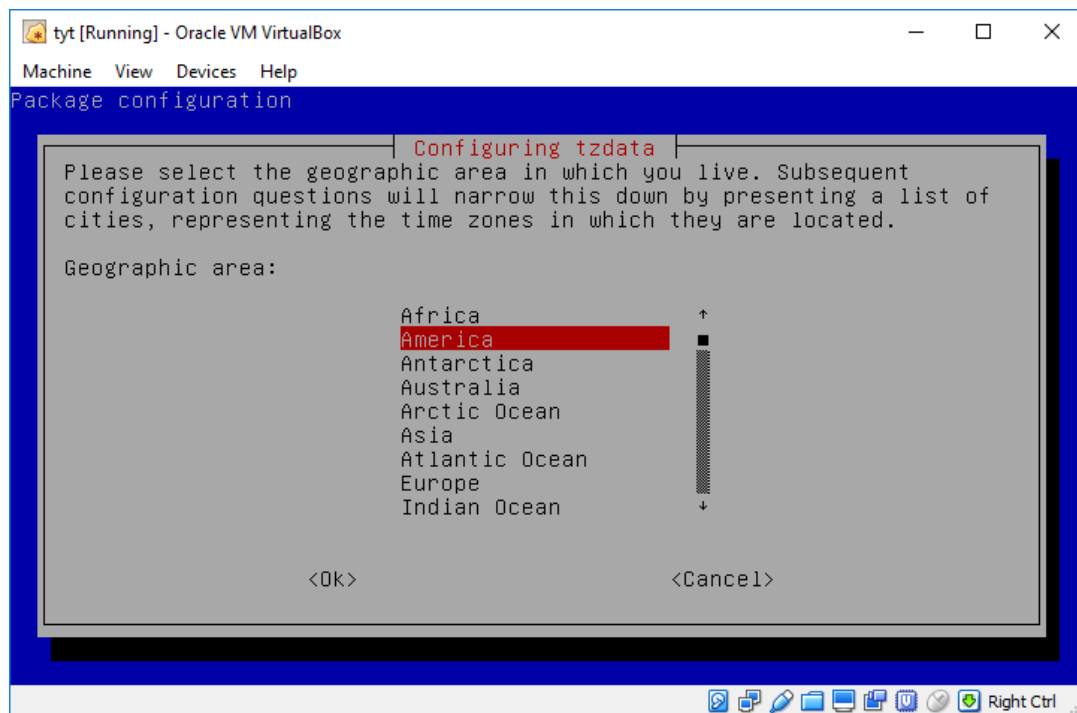 tyt [Running] - Oracle VM VirtualBox
Machine View Devices Help
Package configuration
Configuring tzdata
Please select the geographic area in which you live. Subsequent
configuration questions will narrow this down by presenting a list of
cities, representing the time zones in which they are located.
Geographic area:
Africa
America
Antarctica
Australia
Arctic Ocean
Asia
Atlantic Ocean
Europe
Indian Ocean
<Ok> <Cancel>
Right Ctrl